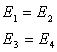 E₁ = E₂
E₃ = E₄